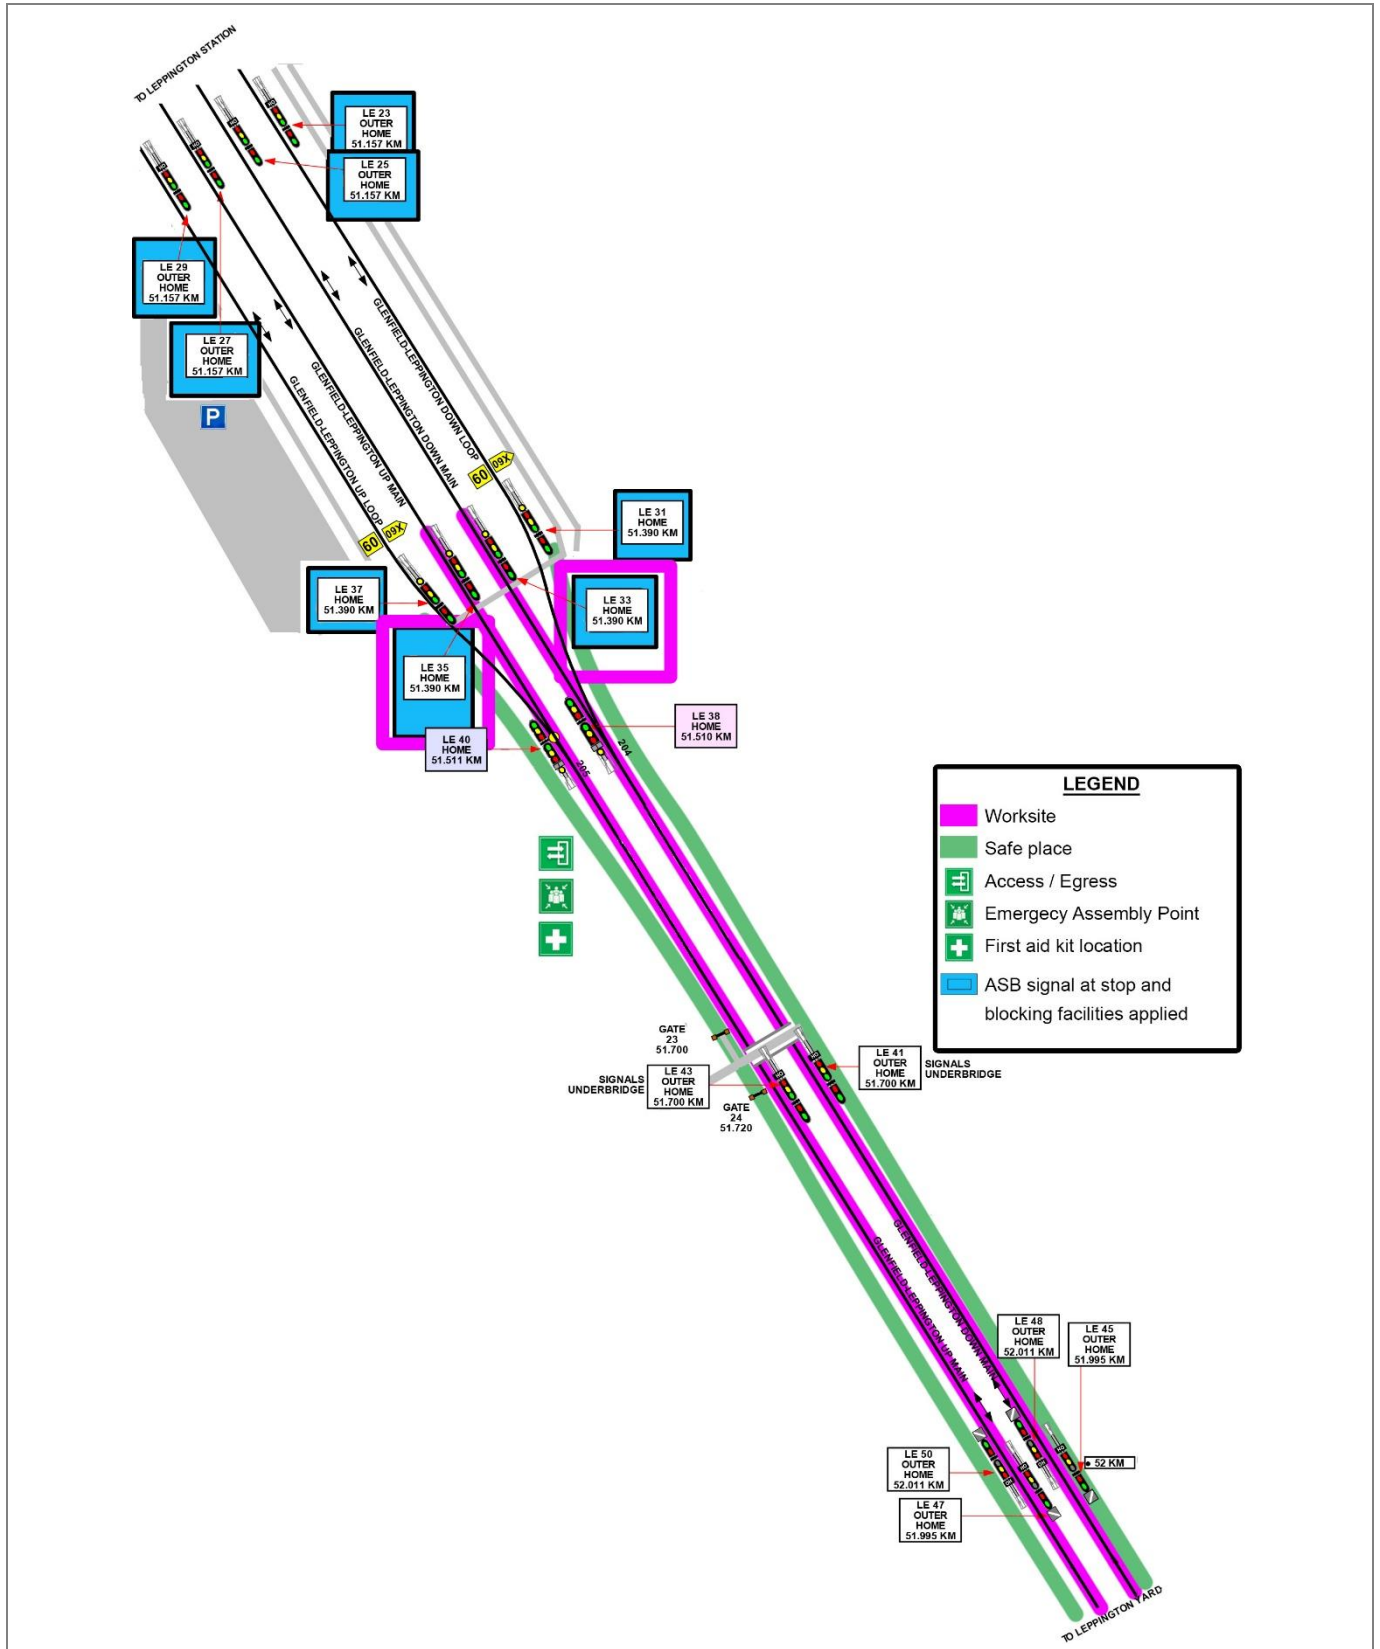 TO LEPPINGTON STATION
LE 23
OUTER
HOME
51.157 KM
LE 25
OUTER
HOME
51.157 KM
LE 29
OUTER
HOME
51.157 KM
LE 27
OUTER
HOME
51.157 KM
P
GLENFIELD-LEPPINGTON DOWN LOOP
GLENFIELD-LEPPINGTON DOWN MAIN
GLENFIELD-LEPPINGTON UP MAIN
GLENFIELD-LEPPINGTON UP LOOP
60
X60
60
X60
LE 31
HOME
51.390 KM
LE 37
HOME
51.390 KM
LE 33
HOME
51.390 KM
LE 35
HOME
51.390 KM
LE 38
HOME
51.510 KM
LE 40
HOME
51.511 KM
204
205
LEGEND
Worksite
Safe place
Access / Egress
Emergecy Assembly Point
First aid kit location
ASB signal at stop and
blocking facilities applied
GATE
23
51.700
LE 41
OUTER
HOME
51.700 KM
SIGNALS
UNDERBRIDGE
SIGNALS
UNDERBRIDGE
LE 43
OUTER
HOME
51.700 KM
GATE
24
51.720
GLENFIELD-LEPPINGTON DOWN MAIN
GLENFIELD-LEPPINGTON UP MAIN
LE 48
OUTER
HOME
52.011 KM
LE 45
OUTER
HOME
51.995 KM
LE 50
OUTER
HOME
52.011 KM
52 KM
LE 47
OUTER
HOME
51.995 KM
TO LEPPINGTON YARD